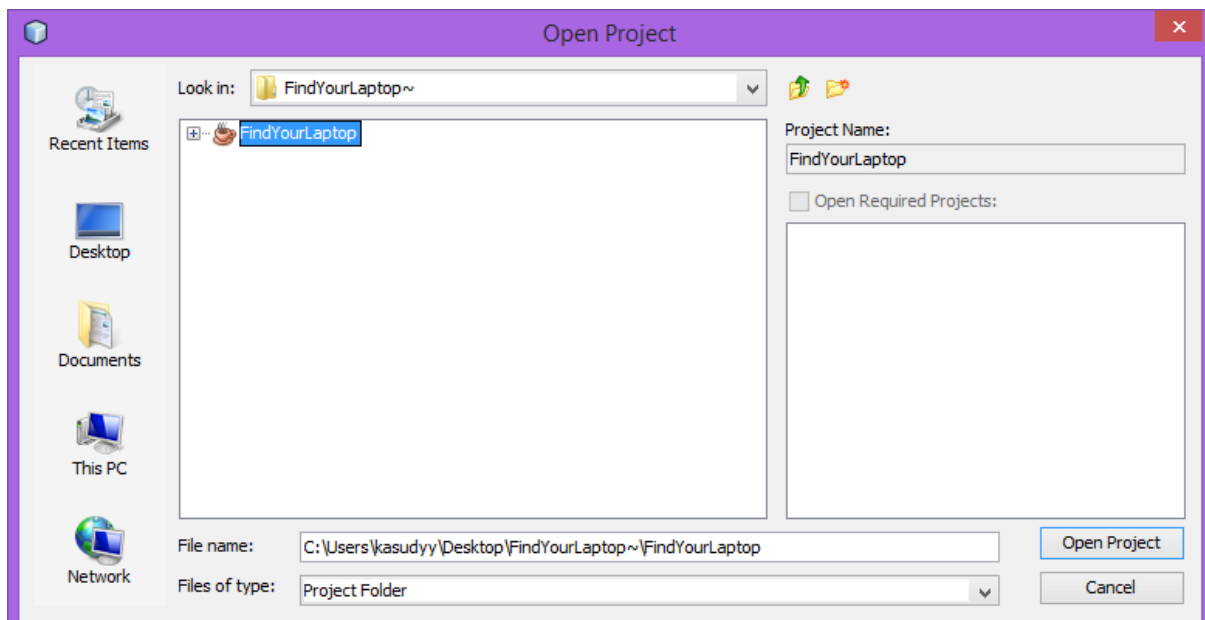 Open Project
Look in:
FindYourLaptop~
Recent Items
Desktop
Documents
This PC
Network
FindYourLaptop
Project Name:
FindYourLaptop
Open Required Projects:
File name:
C:\Users\kasudyy\Desktop\FindYourLaptop~\FindYourLaptop
Open Project
Files of type:
Project Folder
Cancel